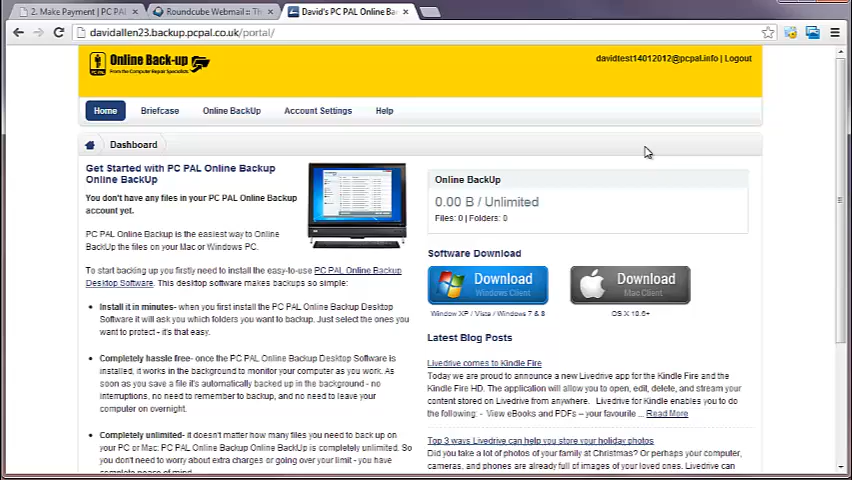 2. Make Payment | PC PAL
Roundcube Webmail :: Th
David's PC PAL Online Ba
davidallen23.backup.pcpal.co.uk/portal/
PC PAL
Online Back-up
From the Computer Repair Specialists
davidtest14012012@pcpal.info | Logout
Home
Briefcase
Online BackUp
Account Settings
Help
Dashboard
Get Started with PC PAL Online Backup
Online BackUp
You don't have any files in your PC PAL Online Backup
account yet.
PC PAL Online Backup is the easiest way to Online
BackUp the files on your Mac or Windows PC.
To start backing up you firstly need to install the easy-to-use PC PAL Online Backup
Desktop Software. This desktop software makes backups so simple:
Install it in minutes- when you first install the PC PAL Online Backup Desktop
Software it will ask you which folders you want to backup. Just select the ones you
want to protect - it's that easy.
Completely hassle free- once the PC PAL Online Backup Desktop Software is
installed, it works in the background to monitor your computer as you work. As
soon as you save a file it's automatically backed up in the background - no
interruptions, no need to remember to backup, and no need to leave your
computer on overnight.
Completely unlimited- it doesn't matter how many files you need to back up on
your PC or Mac: PC PAL Online Backup Online BackUp is completely unlimited. So
you don't need to worry about extra charges or going over your limit - you have
complete peace of mind.
Online BackUp
0.00 B / Unlimited
Files: 0 | Folders: 0
Software Download
Download
Windows Client
Window XP / Vista / Windows 7 & 8
Download
Mac Client
OS X 10.6+
Latest Blog Posts
Livedrive comes to Kindle Fire
Today we are proud to announce a new Livedrive app for the Kindle Fire and the
Kindle Fire HD. The application will allow you to open, edit, delete, and stream your
content stored on Livedrive from anywhere. Livedrive for Kindle enables you to do
the following: - View eBooks and PDFs – your favourite ... Read More
Top 3 ways Livedrive can help you store your holiday photos
Did you take a lot of photos of your family at Christmas? Or perhaps your computer,
cameras, and phones are already full of images of your loved ones. Livedrive can